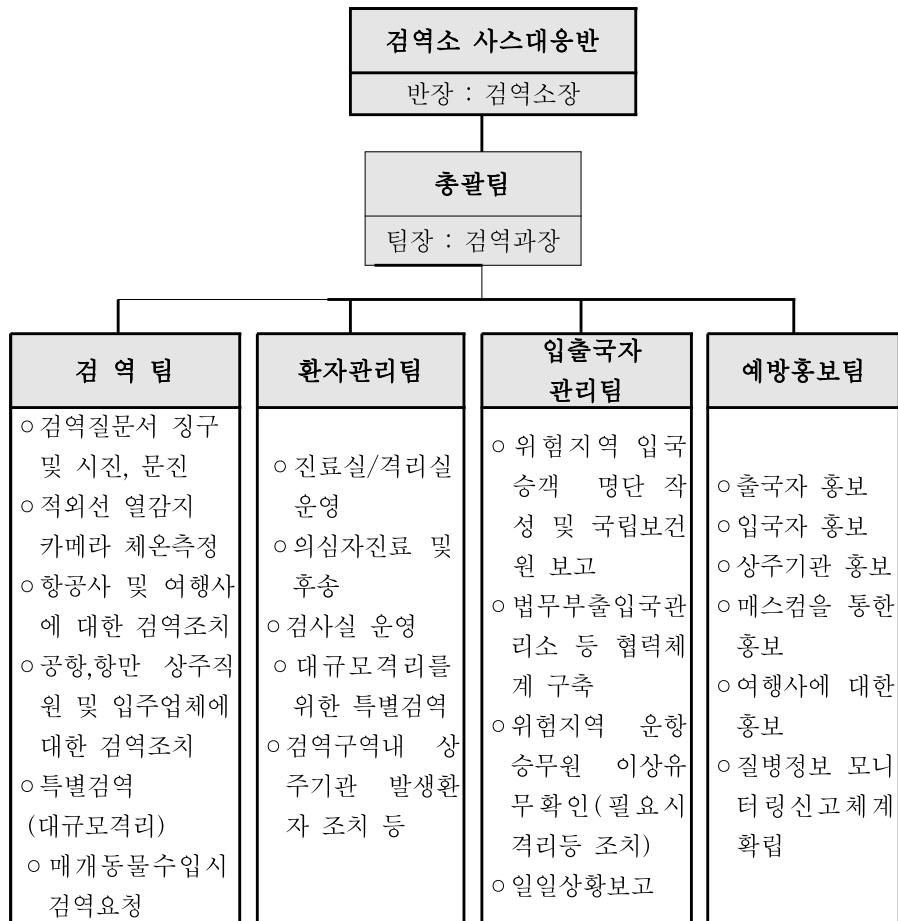 검역소 사스대응반
반장 : 검역소장
총괄팀
팀장 : 검역과장
검 역 팀
○ 검역질문서 징구
및 시진, 문진
○ 적외선 열감지
카메라 체온측정
○ 항공사 및 여행사
에 대한 검역조치
○ 공항,항만 상주직
원 및 입주업체에
대한 검역조치
○ 특별검역
(대규모격리)
○ 매개동물수입시
검역요청
환자관리팀
○ 진료실/격리실
운영
○ 의심자진료 및
후송
○ 검사실 운영
○ 대규모격리를
위한 특별검역
○ 검역구역내 상
주기관 발생환
자 조치 등
입출국자
관리팀
○ 위험지역 입국
승객 명단 작
성 및 국립보건
원 보고
○ 법무부출입국관
리소 등 협력체
계 구축
○ 위험지역 운항
승무원 이상유
무확인(필요시
격리등 조치)
○ 일일상황보고
예방홍보팀
○ 출국자 홍보
○ 입국자 홍보
○ 상주기관 홍보
○ 매스컴을 통한
홍보
○ 여행사에 대한
홍보
○ 질병정보 모니
터링신고체계
확립